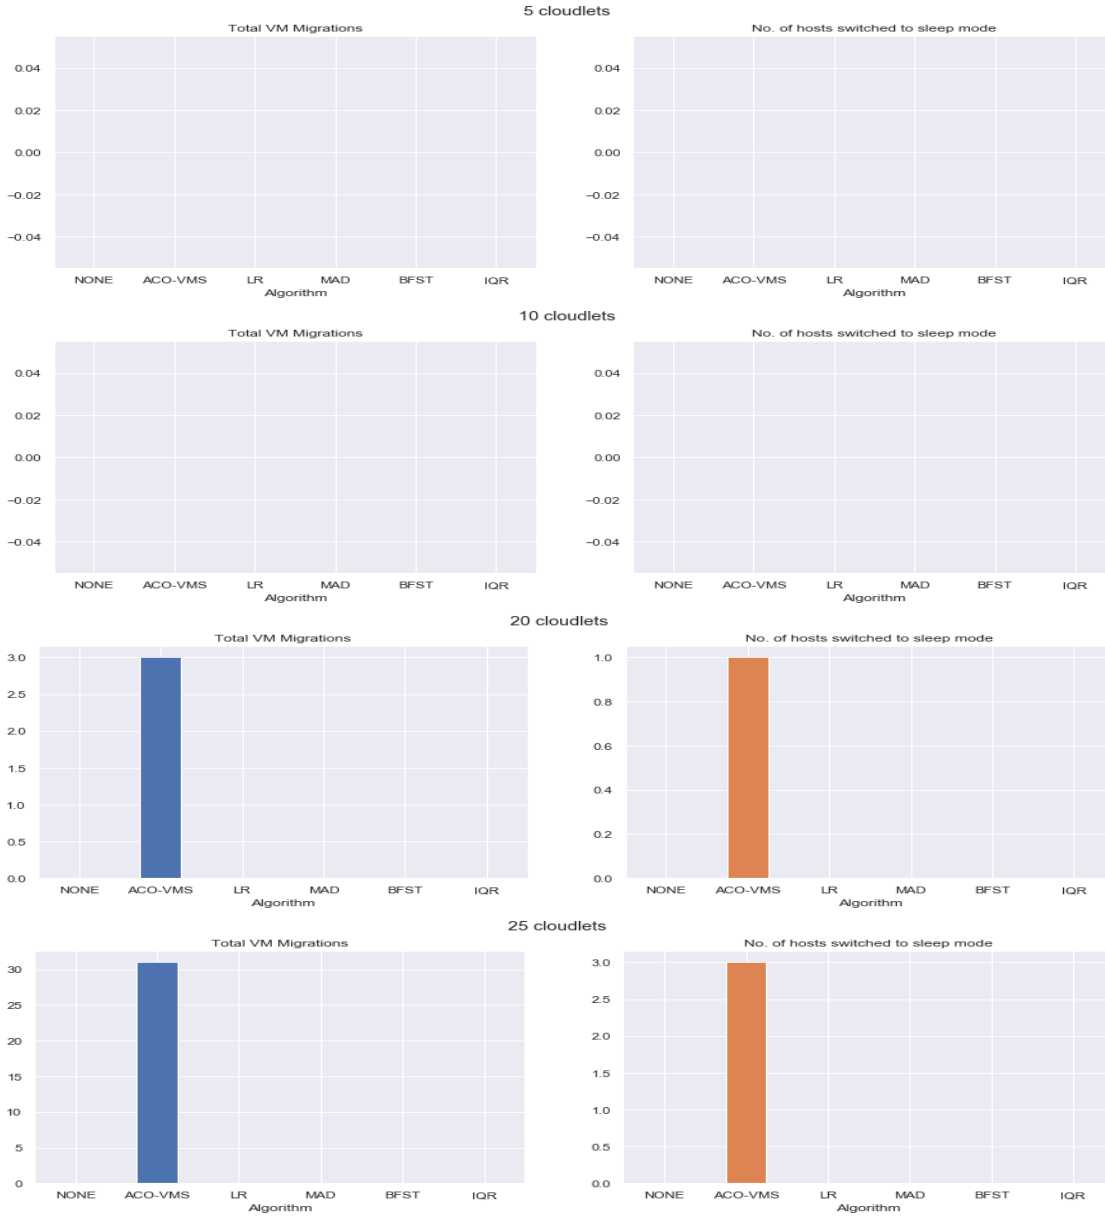 5 cloudlets
Total VM Migrations
No. of hosts switched to sleep mode
0.04
0.02
0.00
−0.02
−0.04
NONE ACO-VMS LR MAD BFST IQR
Algorithm
0.04
0.02
0.00
−0.02
−0.04
NONE ACO-VMS LR MAD BFST IQR
Algorithm
10 cloudlets
Total VM Migrations
No. of hosts switched to sleep mode
0.04
0.02
0.00
−0.02
−0.04
NONE ACO-VMS LR MAD BFST IQR
Algorithm
0.04
0.02
0.00
−0.02
−0.04
NONE ACO-VMS LR MAD BFST IQR
Algorithm
20 cloudlets
Total VM Migrations
No. of hosts switched to sleep mode
3.0
2.5
2.0
1.5
1.0
0.5
0.0
NONE ACO-VMS LR MAD BFST IQR
Algorithm
1.0
0.8
0.6
0.4
0.2
0.0
NONE ACO-VMS LR MAD BFST IQR
Algorithm
25 cloudlets
Total VM Migrations
No. of hosts switched to sleep mode
30
25
20
15
10
5
0
NONE ACO-VMS LR MAD BFST IQR
Algorithm
3.0
2.5
2.0
1.5
1.0
0.5
0.0
NONE ACO-VMS LR MAD BFST IQR
Algorithm